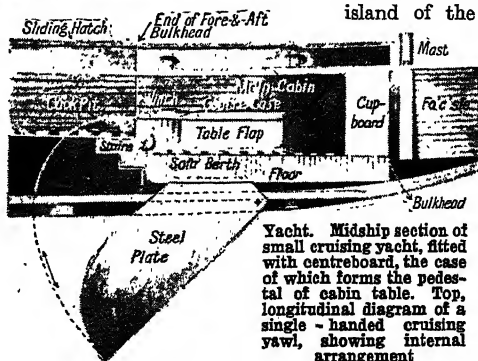 island of the
Sliding Hatch
End of Fore-& Aft
Bulkhead
Mast
Main Cabin
Cockpit
Winch
Centre Case
Cup-
board
Fo'c'sle
Table Flap
Stairs
Sofa Berth
Floor
Bulkhead
Steel
Plate
Yacht. Midship section of
small cruising yacht, fitted
with centreboard, the case
of which forms the pedes-
tal of cabin table. Top,
longitudinal diagram of a
single-handed cruising
yawl, showing internal
arrangement